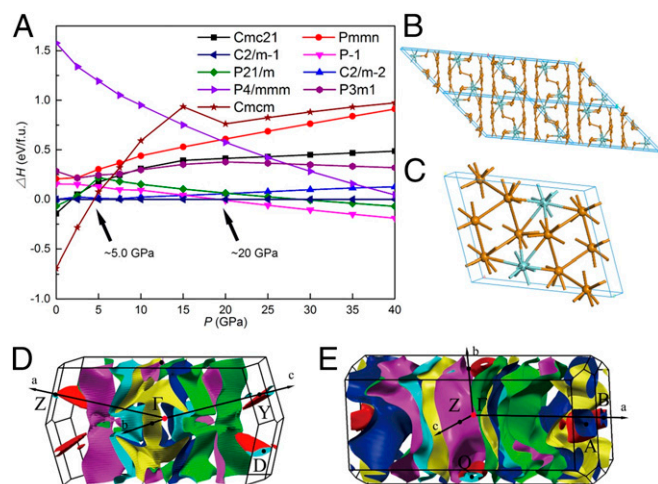 A
B
C
Cmc21 Pmmn
C2/m-1 P-1
P21/m C2/m-2
P4/mmm P3m1
Cmcm
△H (eV/f.u.)
1.5
1.0
0.5
0.0
0.5
-1.0
~5.0 GPa ~20 GPa
0 5 10 15 20 25 30 35 40
P (GPa)
D
a Z b Γ c Y D
E
b Z Γ c Q B A a